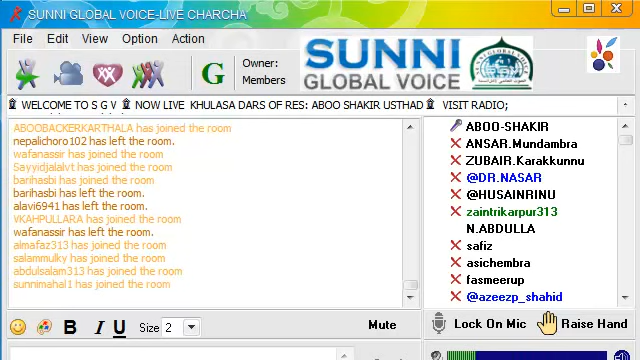 SUNNI GLOBAL VOICE-LIVE CHARCHA
File Edit View Option Action
G
Owner:
Members
SUNNI
GLOBAL VOICE
WELCOME TO S G V NOW LIVE KHULASA DARS OF RES: ABOO SHAKIR USTHAD VISIT RADIO;
ABOOBACKERKARTHALA has joined the room
nepalichoro102 has left the room.
wafanassir has joined the room
Sayyidjalalvt has joined the room
barihasbi has joined the room
barihasbi has left the room.
alavi6941 has left the room.
VKAHPULLARA has joined the room
wafanassir has left the room.
almafaz313 has joined the room
salammulky has joined the room
abdulsalam313 has joined the room
sunnimahal1 has joined the room
ABOO-SHAKIR
ANSAR.Mundambra
ZUBAIR.Karakkunnu
@DR.NASAR
@HUSAINRINU
zaintrikarpur313
N.ABDULLA
safiz
asichembra
fasmeerup
@azeezp_shahid
B I U Size 2 Mute
Lock On Mic Raise Hand